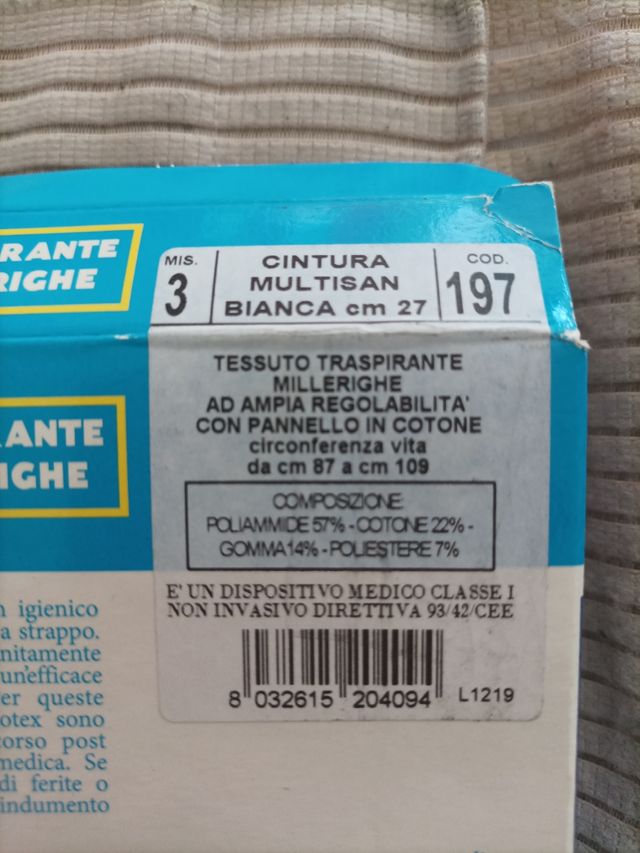 RANTE
RIGHE
MIS.
3
CINTURA
MULTISAN
BIANCA cm 27
COD.
197
TESSUTO TRASPIRANTE
MILLERIGHE
AD AMPIA REGOLABILITA'
CON PANNELLO IN COTONE
circonferenza vita
da cm 87 a cm 109
COMPOSIZIONE
POLIAMMIDE 57% - COTONE 22% -
GOMMA 14% - POLIESTERE 7%
E' UN DISPOSITIVO MEDICO CLASSE I
NON INVASIVO DIRETTIVA 93/42/CEE
8 032615 204094
L1219
ANTE
IGHE
igienico
a strappo.
nitamente
un'efficace
er queste
otex sono
corso post
medica. Se
di ferite o
indumento